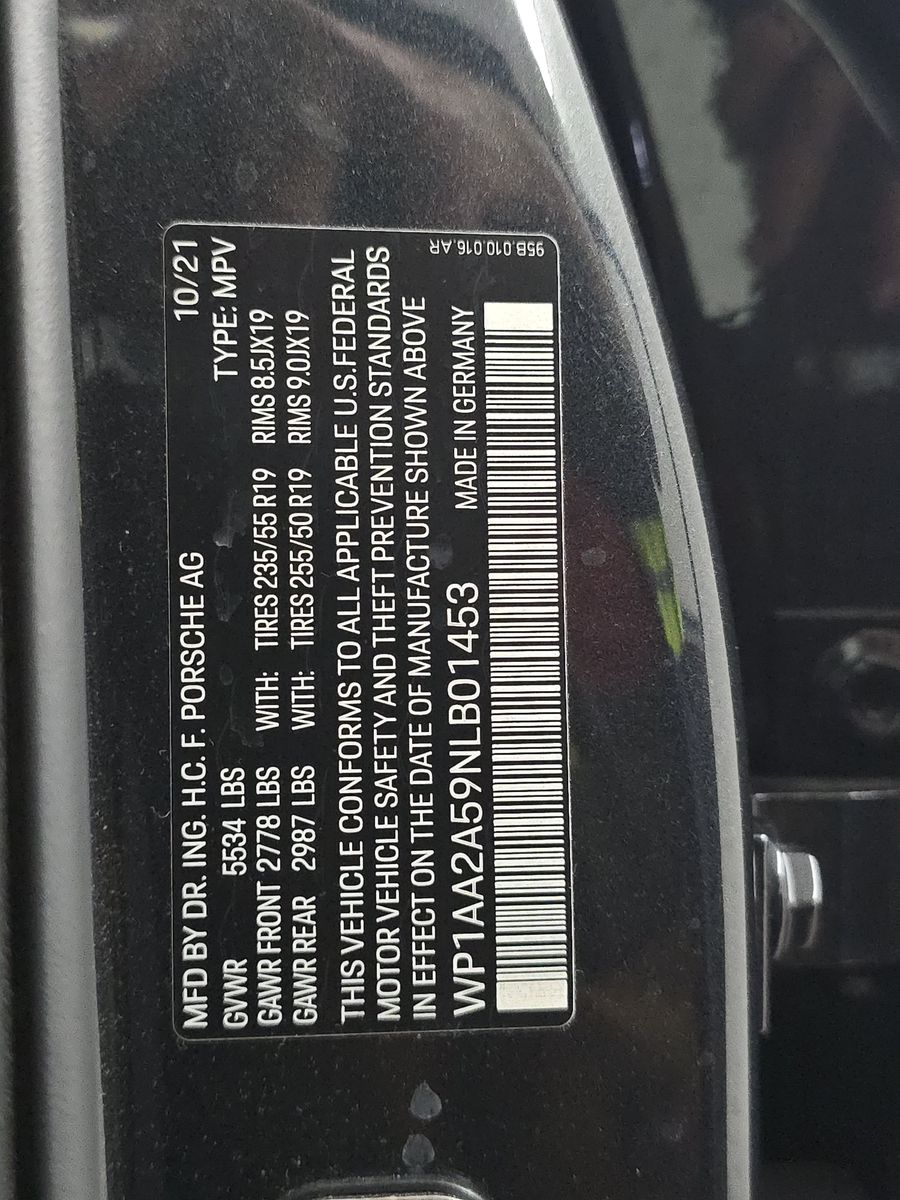 MFD BY DR. ING. H.C. F. PORSCHE AG 10/21
GVWR 5534 LBS TYPE: MPV
GAWR FRONT 2778 LBS WITH: TIRES 235/55 R19 RIMS 8.5JX19
GAWR REAR 2987 LBS WITH: TIRES 255/50 R19 RIMS 9.0JX19
THIS VEHICLE CONFORMS TO ALL APPLICABLE U.S.FEDERAL
MOTOR VEHICLE SAFETY AND THEFT PREVENTION STANDARDS
IN EFFECT ON THE DATE OF MANUFACTURE SHOWN ABOVE
WP1AA2A59NLB01453 MADE IN GERMANY
95B.010.016.AR